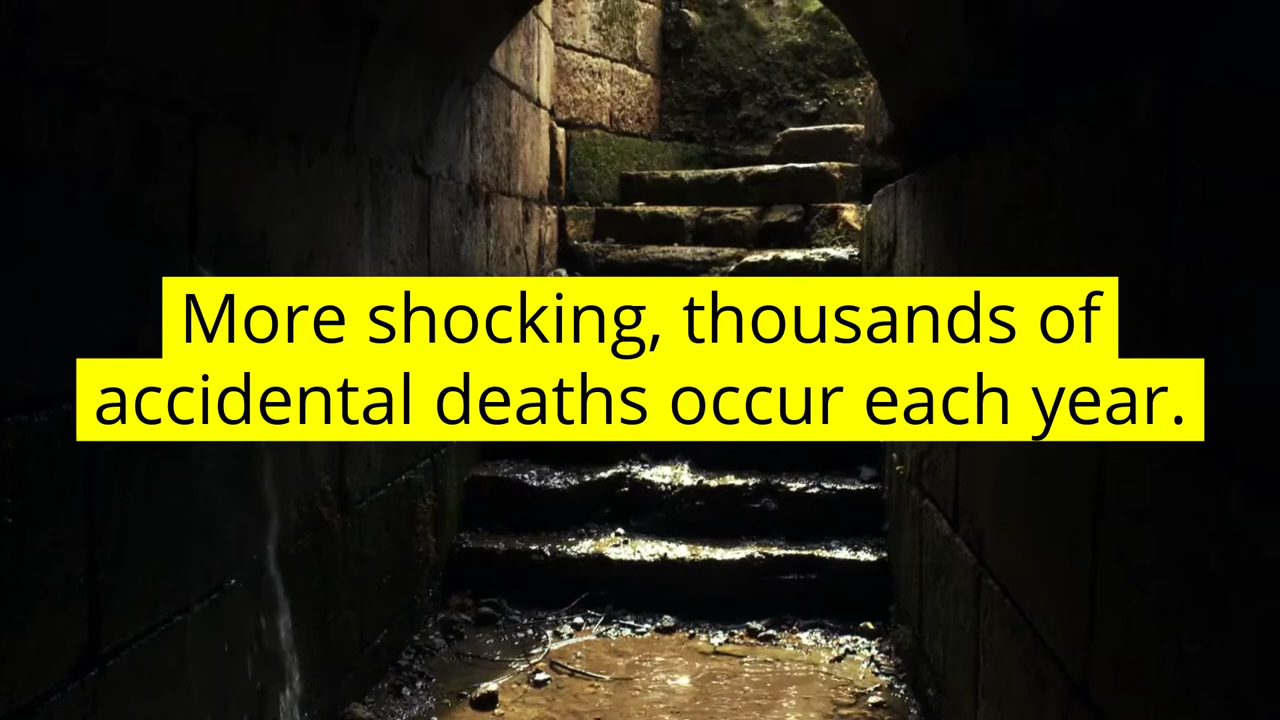 More shocking, thousands of
accidental deaths occur each year.